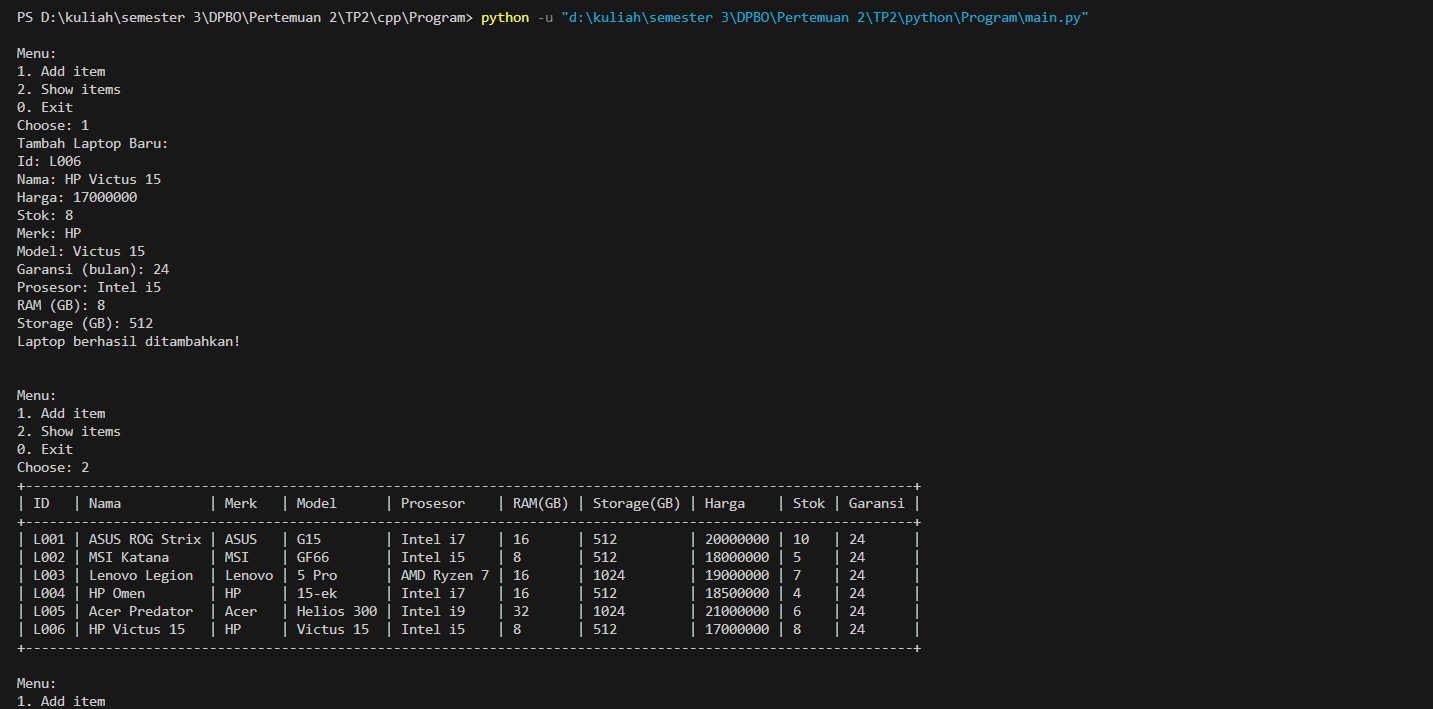 PS D:\kuliah\semester 3\DPBO\Pertemuan 2\TP2\cpp\Program> python -u "d:\kuliah\semester 3\DPBO\Pertemuan 2\TP2\python\Program\main.py"
Menu:
1. Add item
2. Show items
0. Exit
Choose: 1
Tambah Laptop Baru:
Id: L006
Nama: HP Victus 15
Harga: 17000000
Stok: 8
Merk: HP
Model: Victus 15
Garansi (bulan): 24
Prosesor: Intel i5
RAM (GB): 8
Storage (GB): 512
Laptop berhasil ditambahkan!
Menu:
1. Add item
2. Show items
0. Exit
Choose: 2
+---------------------------------------------------------------------------------------------------------------+
| ID   | Nama           | Merk   | Model      | Prosesor    | RAM(GB) | Storage(GB) | Harga    | Stok | Garansi |
+---------------------------------------------------------------------------------------------------------------+
| L001 | ASUS ROG Strix | ASUS   | G15        | Intel i7    | 16      | 512         | 20000000 | 10   | 24      |
| L002 | MSI Katana     | MSI    | GF66       | Intel i5    | 8       | 512         | 18000000 | 5    | 24      |
| L003 | Lenovo Legion  | Lenovo | 5 Pro      | AMD Ryzen 7 | 16      | 1024        | 19000000 | 7    | 24      |
| L004 | HP Omen        | HP     | 15-ek      | Intel i7    | 16      | 512         | 18500000 | 4    | 24      |
| L005 | Acer Predator  | Acer   | Helios 300 | Intel i9    | 32      | 1024        | 21000000 | 6    | 24      |
| L006 | HP Victus 15   | HP     | Victus 15  | Intel i5    | 8       | 512         | 17000000 | 8    | 24      |
+---------------------------------------------------------------------------------------------------------------+
Menu:
1. Add item